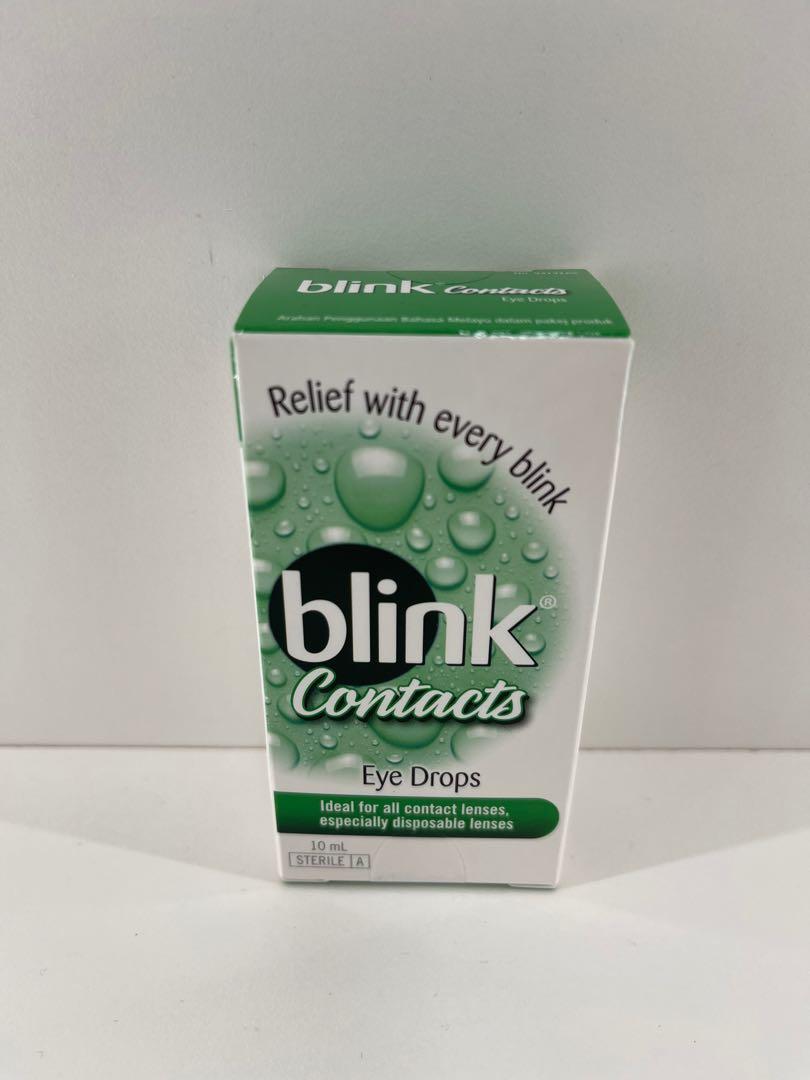 blink Contacts
Eye Drops
Arahan Penggunaan Bahasa Melayu dalam pakej produk
Relief with every blink
blink®
Contacts
Eye Drops
Ideal for all contact lenses,
especially disposable lenses
10 mL
STERILE A